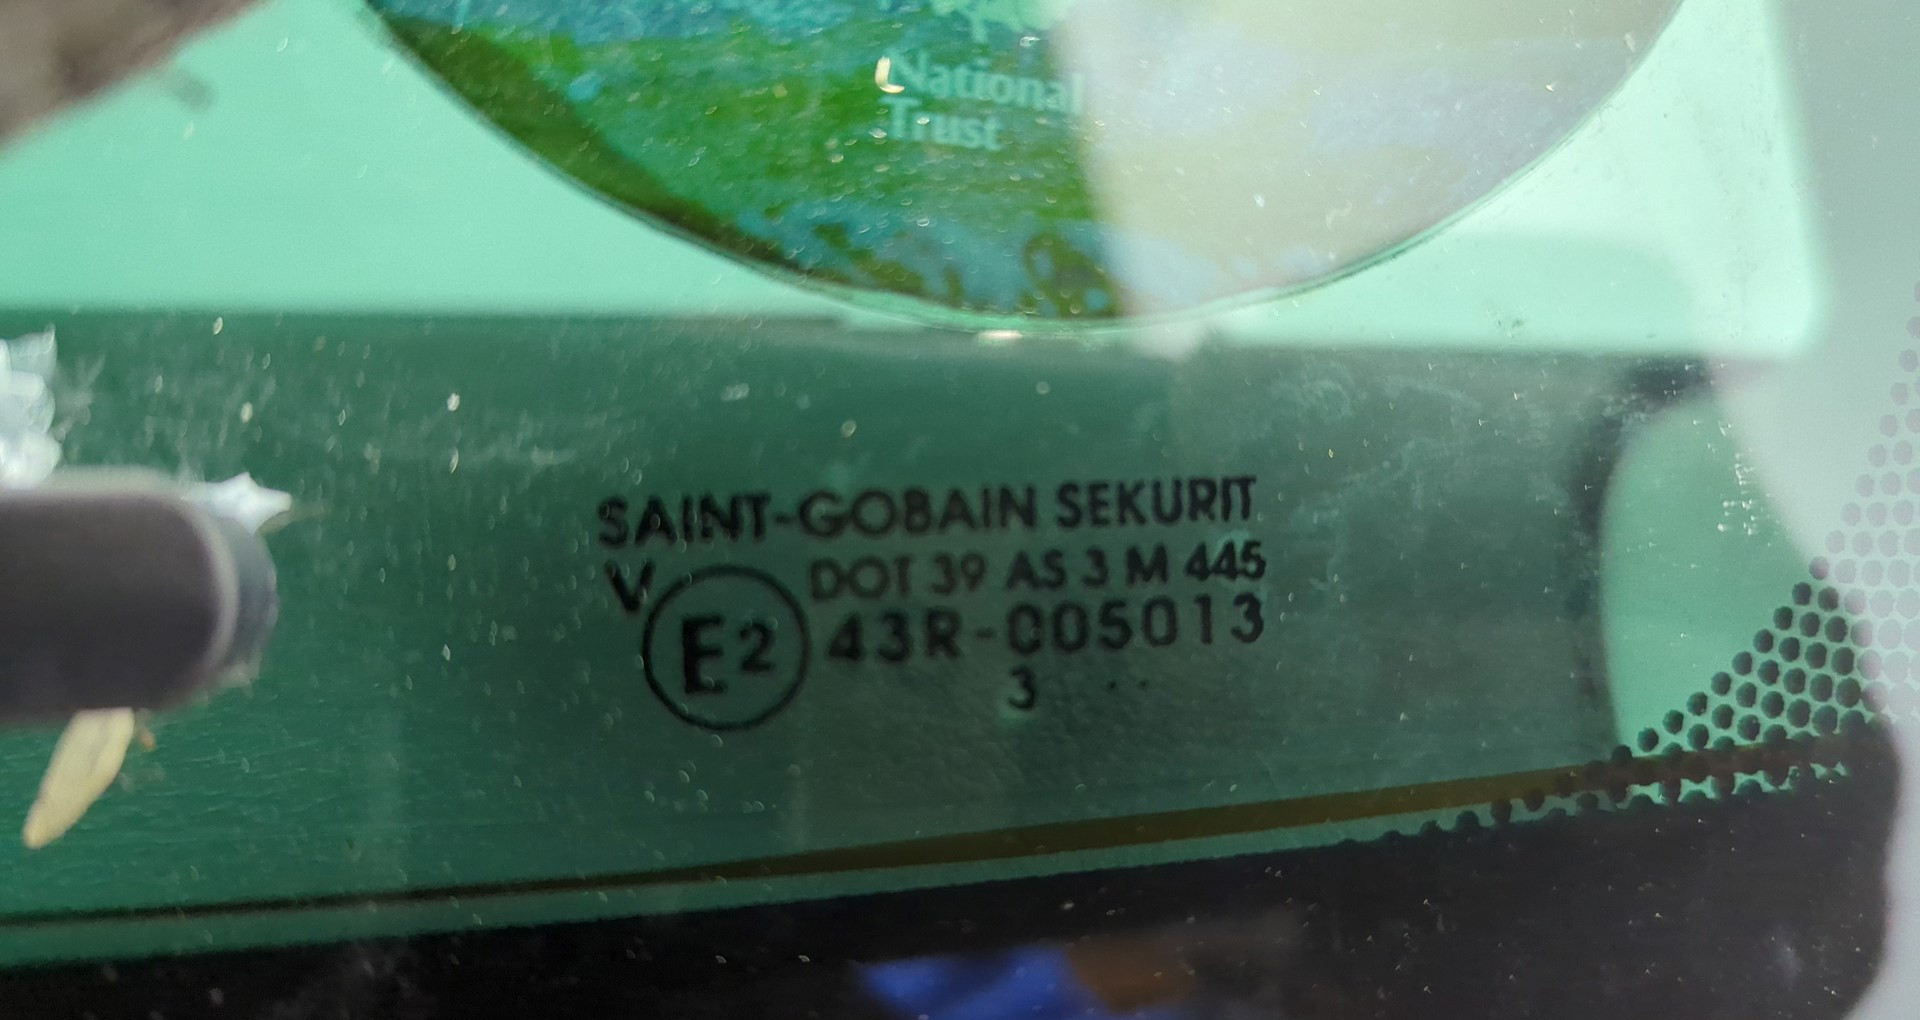 National
Trust
SAINT-GOBAIN SEKURIT
V DOT 39 AS 3 M 445
E2 43R-005013
3 . .